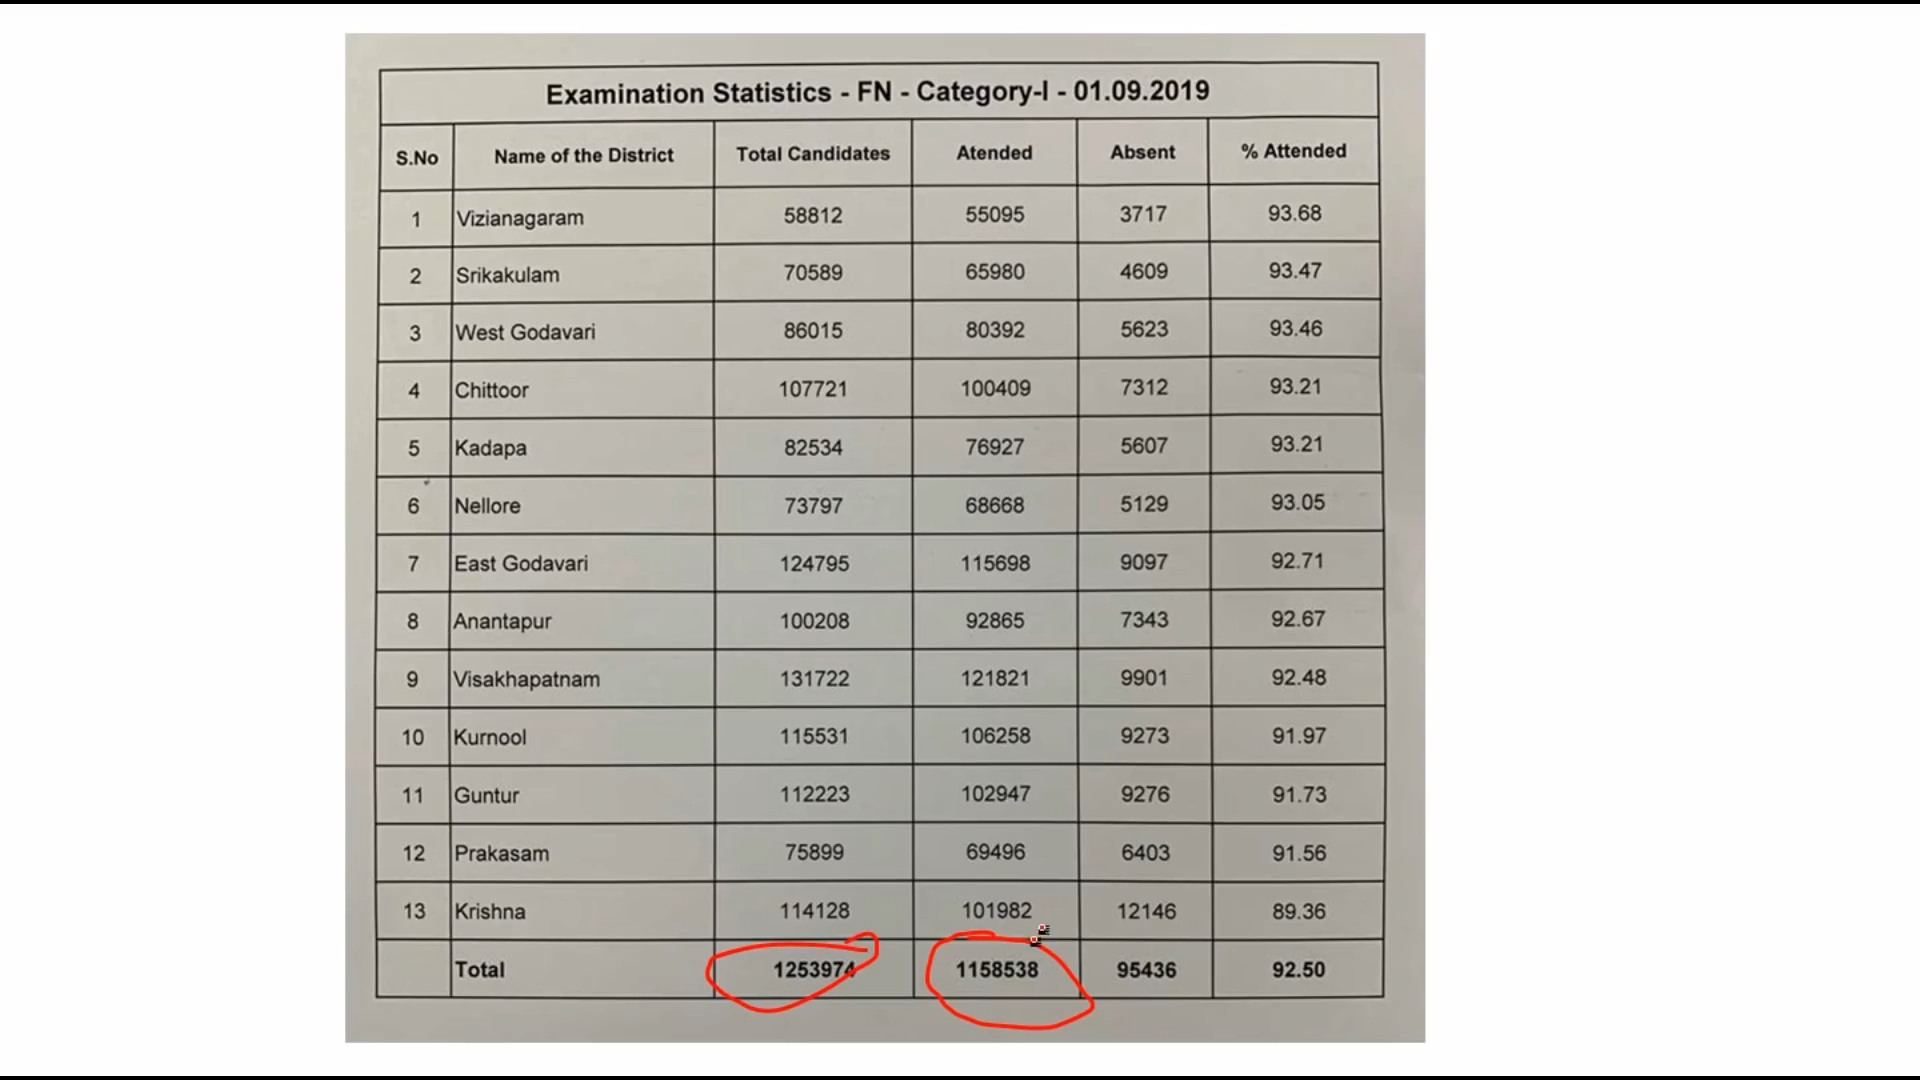 Examination Statistics - FN - Category-I - 01.09.2019
S.No Name of the District Total Candidates Atended Absent % Attended
1 Vizianagaram 58812 55095 3717 93.68
2 Srikakulam 70589 65980 4609 93.47
3 West Godavari 86015 80392 5623 93.46
4 Chittoor 107721 100409 7312 93.21
5 Kadapa 82534 76927 5607 93.21
6 Nellore 73797 68668 5129 93.05
7 East Godavari 124795 115698 9097 92.71
8 Anantapur 100208 92865 7343 92.67
9 Visakhapatnam 131722 121821 9901 92.48
10 Kurnool 115531 106258 9273 91.97
11 Guntur 112223 102947 9276 91.73
12 Prakasam 75899 69496 6403 91.56
13 Krishna 114128 101982 12146 89.36
Total 1253974 1158538 95436 92.50